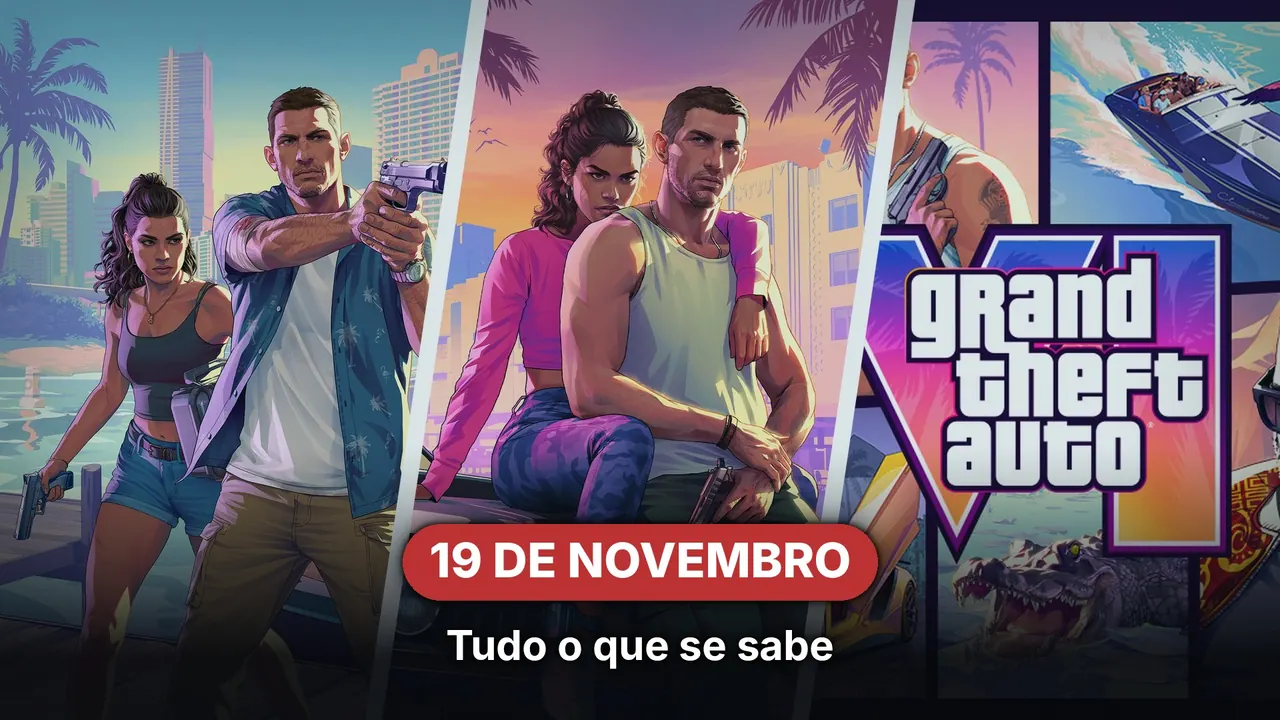 VI
grand
theft
auto
19 DE NOVEMBRO
Tudo o que se sabe